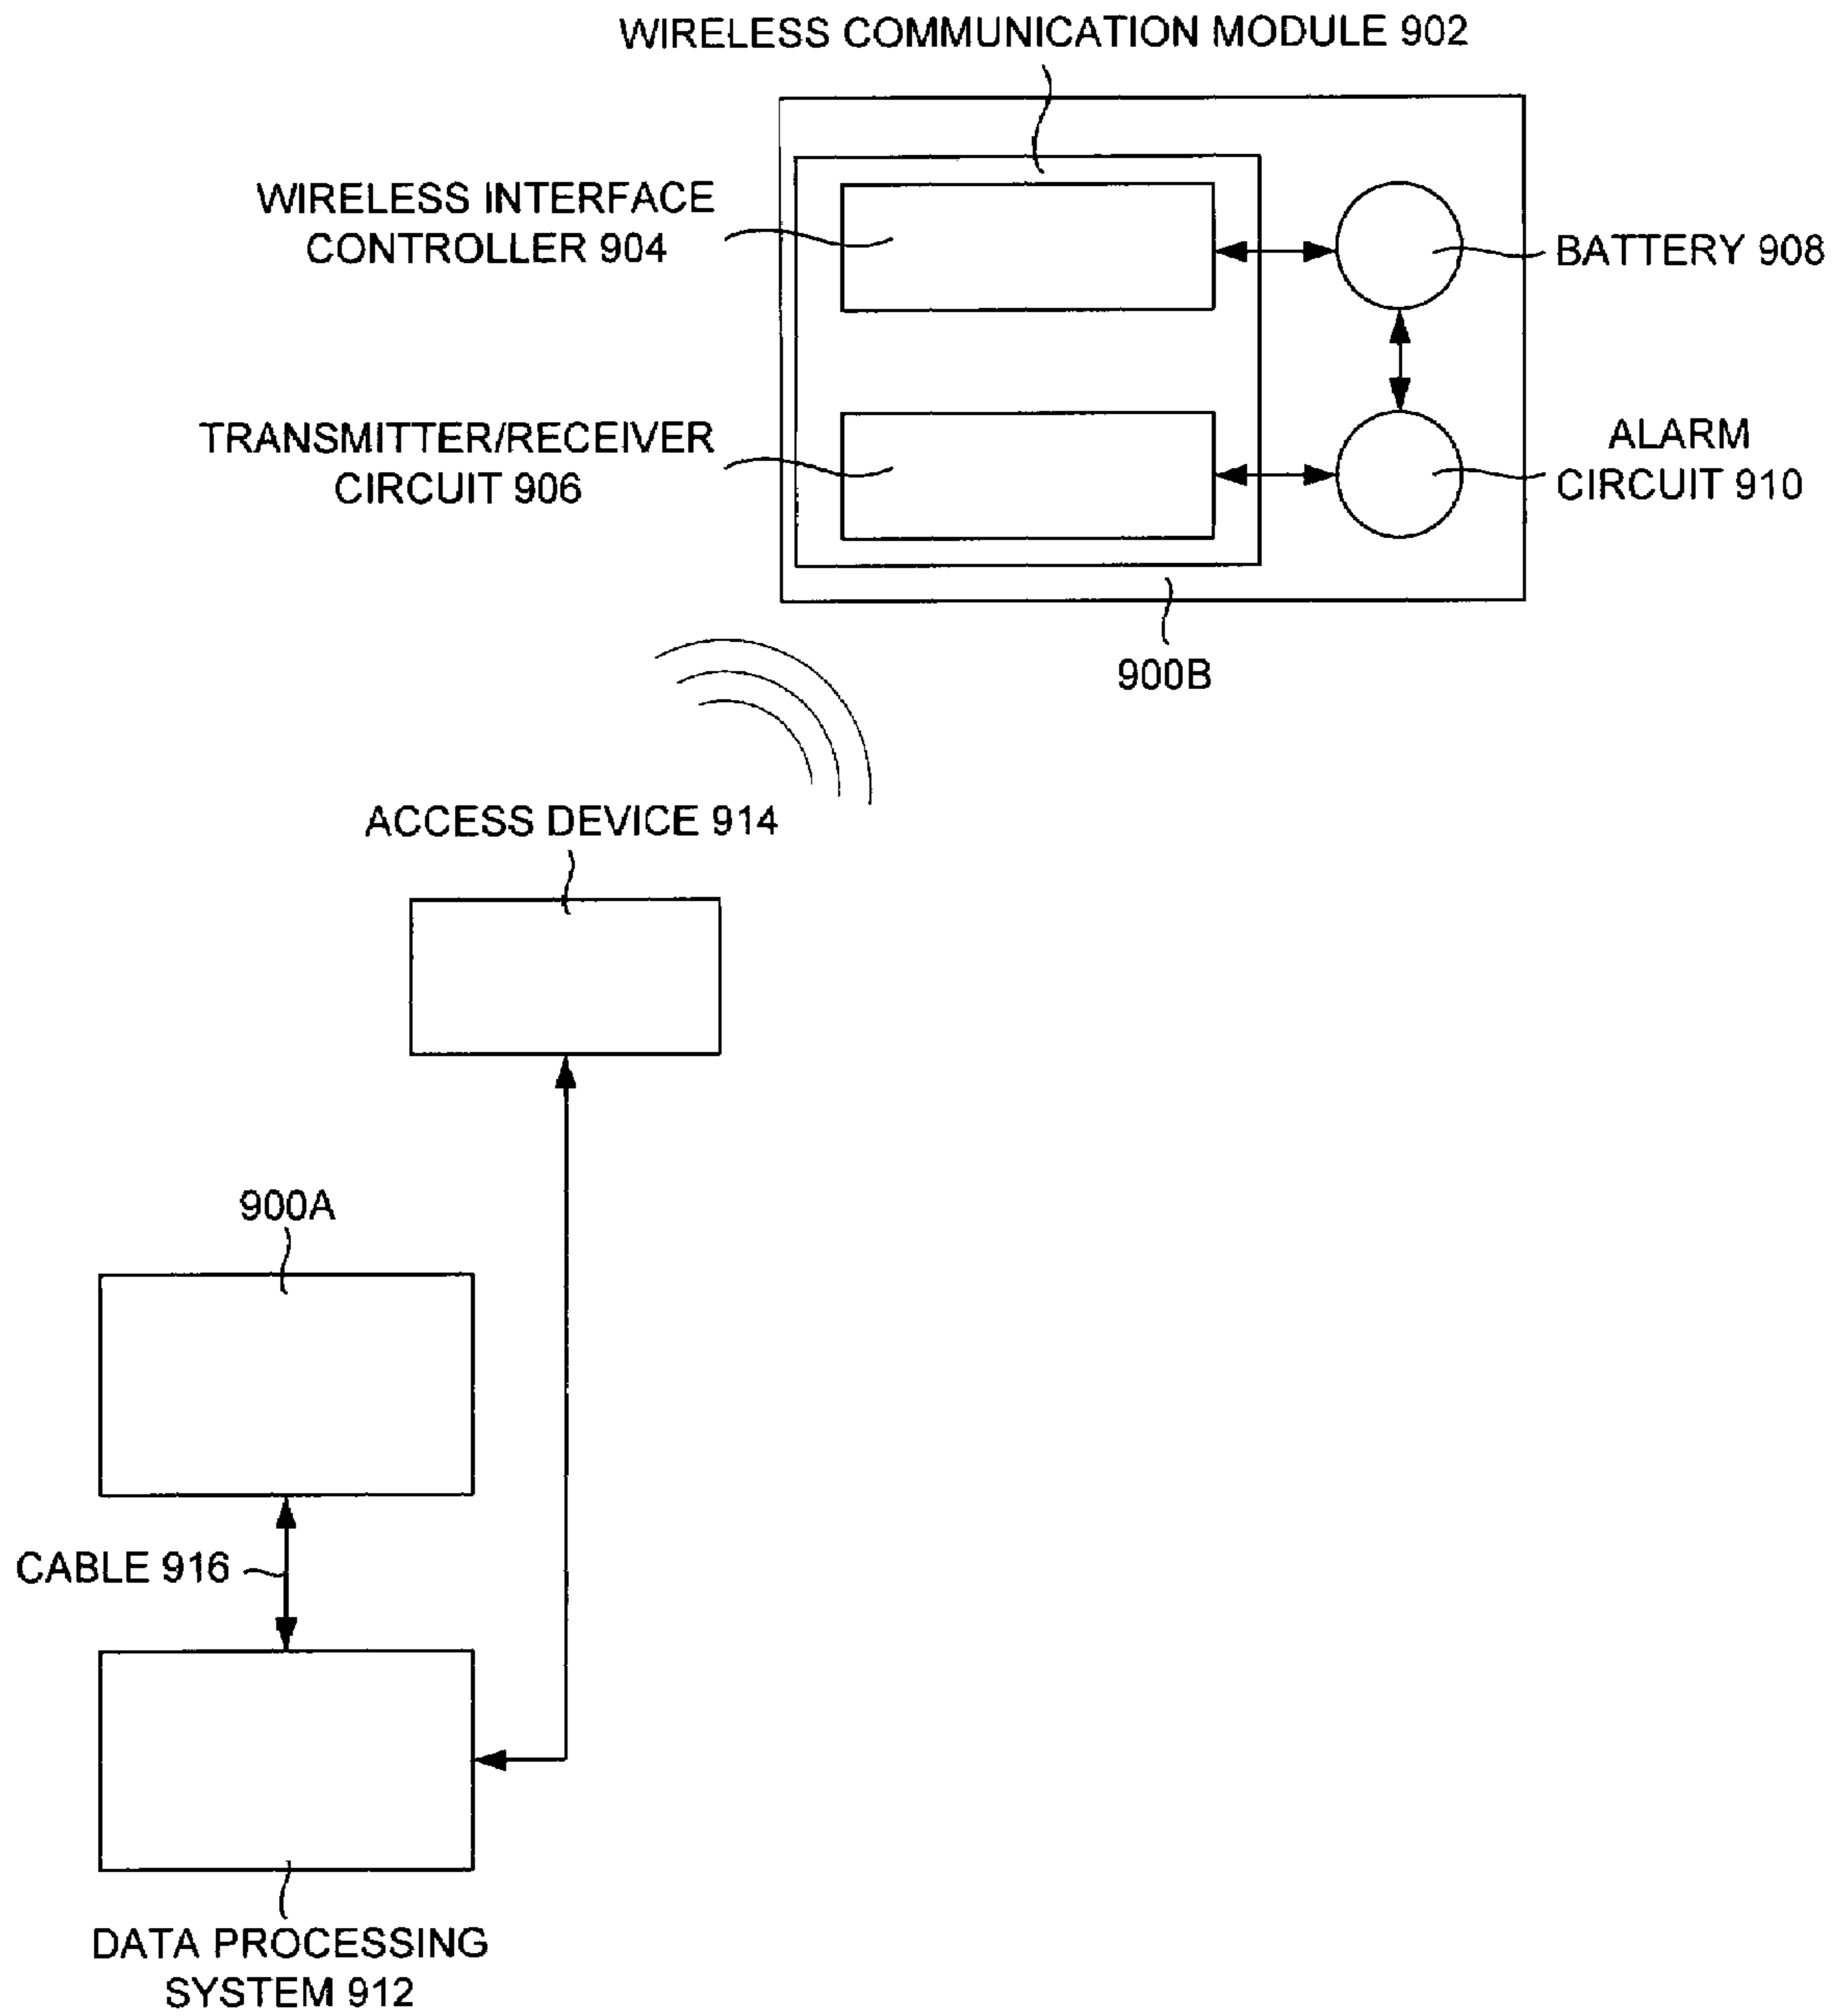 WIRELESS COMMUNICATION MODULE 902
WIRELESS INTERFACE
CONTROLLER 904
BATTERY 908
TRANSMITTER/RECEIVER
CIRCUIT 906
ALARM
CIRCUIT 910
900B
ACCESS DEVICE 914
900A
CABLE 916
DATA PROCESSING
SYSTEM 912